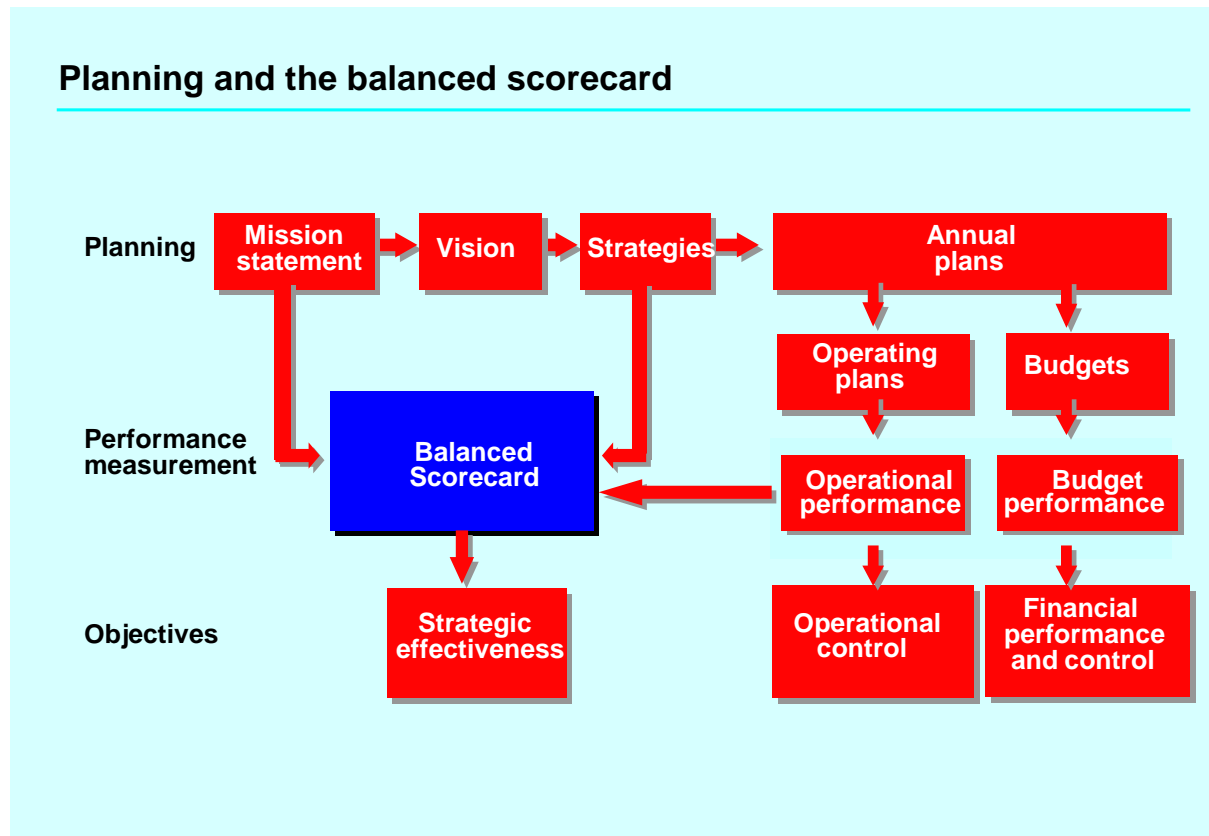 Planning and the balanced scorecard
Planning
Mission
statement
Vision
Strategies
Annual
plans
Operating
plans
Budgets
Performance
measurement
Balanced
Scorecard
Operational
performance
Budget
performance
Objectives
Strategic
effectiveness
Operational
control
Financial
performance
and control